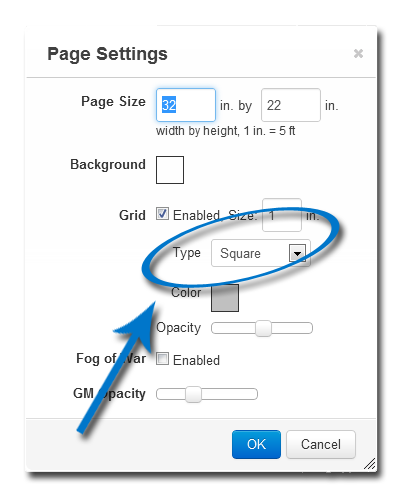 Page Settings ×
Page Size 32 in. by 22 in.
width by height, 1 in. = 5 ft
Background
Grid Enabled, Size: 1 in.
Type Square
Color
Opacity
Fog of War Enabled
GM Opacity
OK Cancel